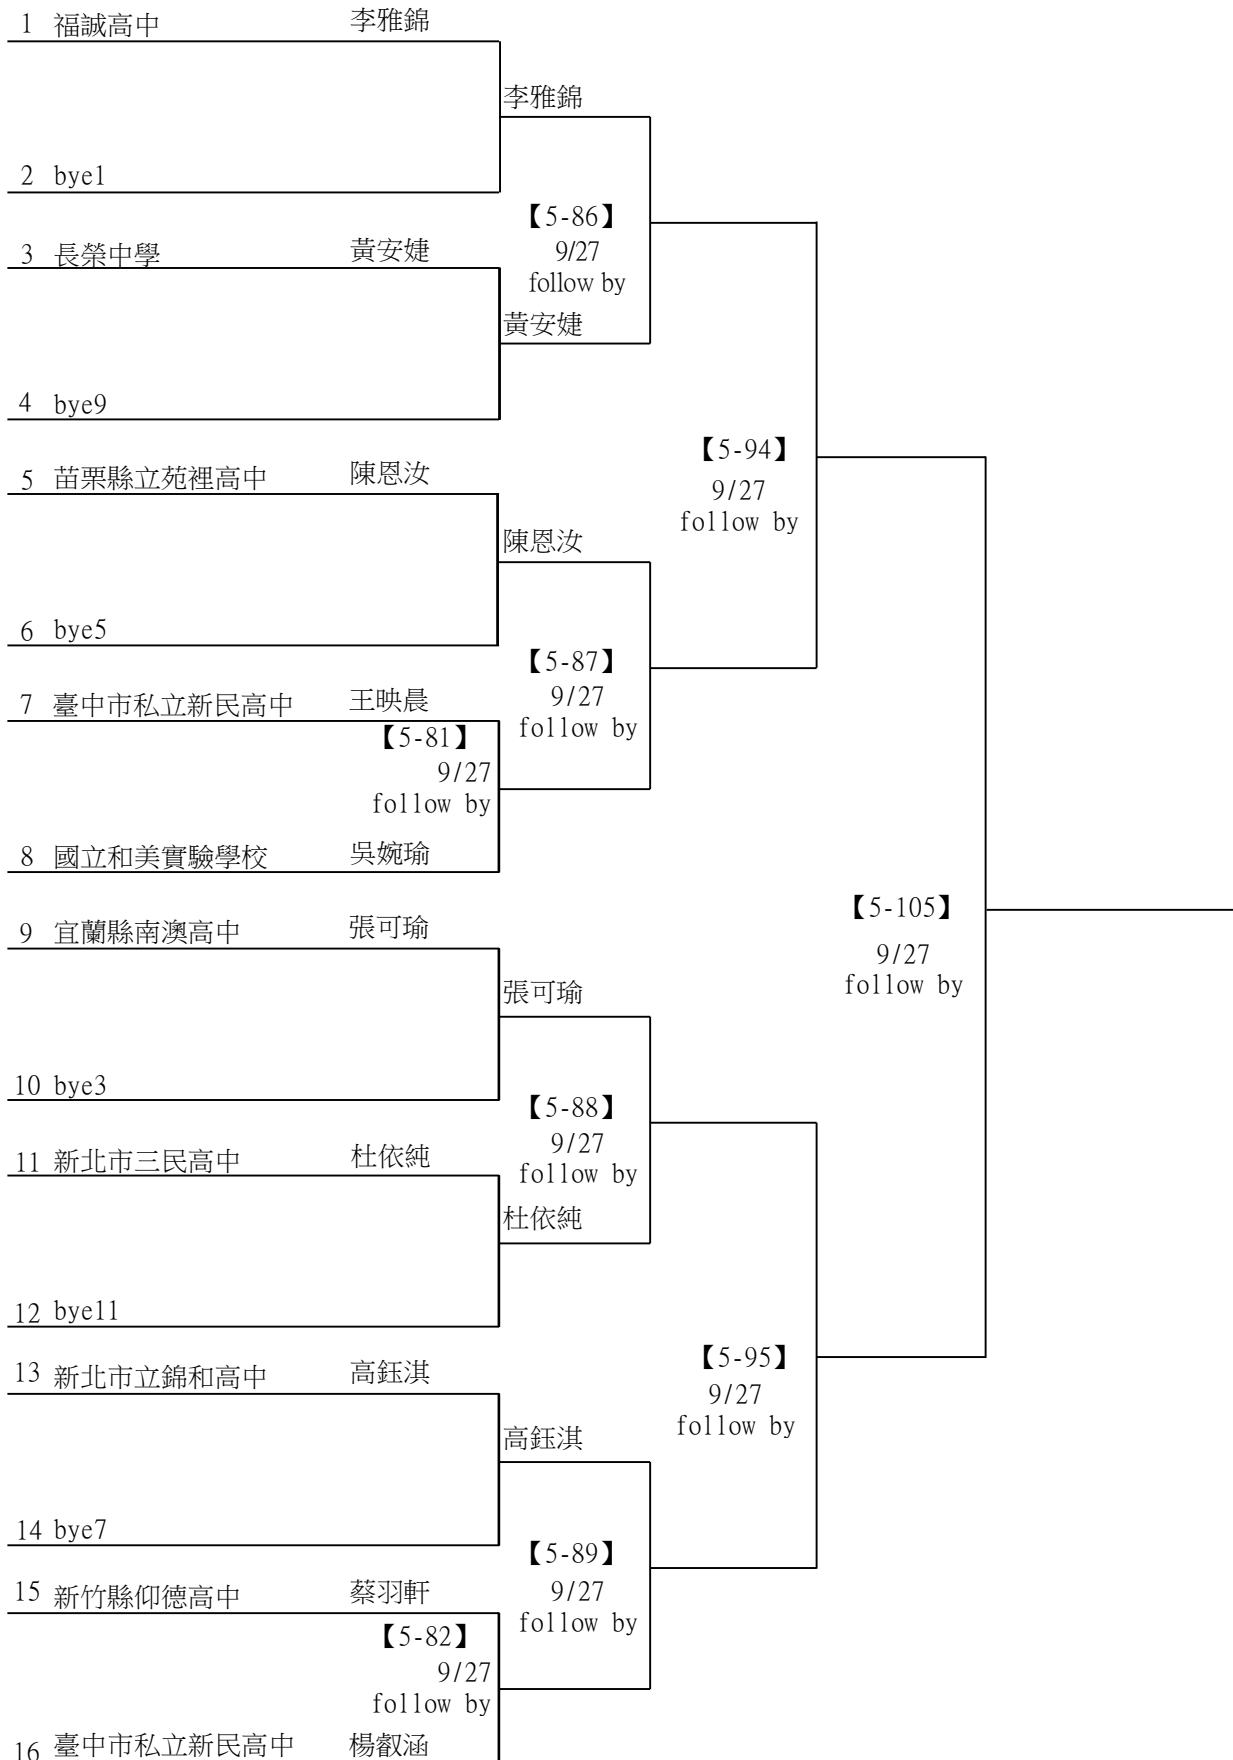 1 福誠高中 李雅錦
李雅錦
2 bye1
【5-86】
9/27
follow by
3 長榮中學 黃安婕
黃安婕
4 bye9
【5-94】
9/27
follow by
5 苗栗縣立苑裡高中 陳恩汝
陳恩汝
6 bye5
【5-87】
9/27
follow by
7 臺中市私立新民高中 王映晨
【5-81】
9/27
follow by
8 國立和美實驗學校 吳婉瑜
【5-105】
9/27
follow by
9 宜蘭縣南澳高中 張可瑜
張可瑜
10 bye3
【5-88】
9/27
follow by
11 新北市三民高中 杜依純
杜依純
12 bye11
【5-95】
9/27
follow by
13 新北市立錦和高中 高鈺淇
高鈺淇
14 bye7
【5-89】
9/27
follow by
15 新竹縣仰德高中 蔡羽軒
【5-82】
9/27
follow by
16 臺中市私立新民高中 楊叡涵